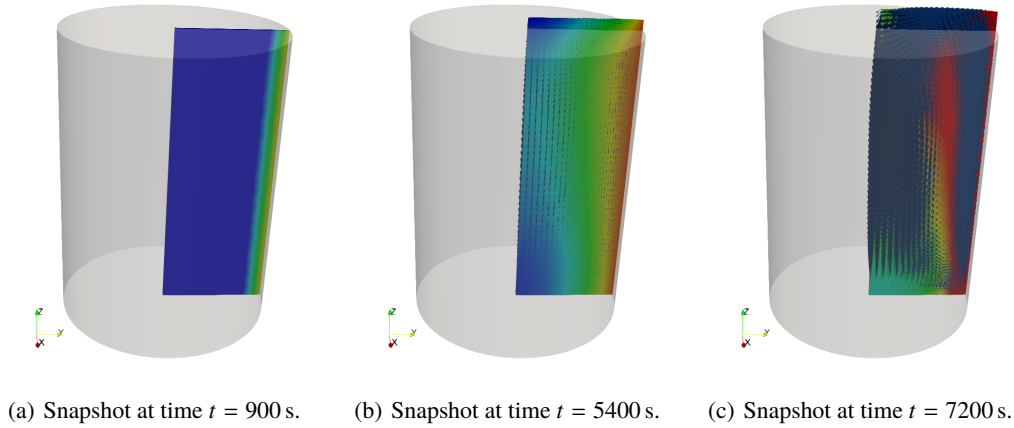 Z
Y
X
Z
Y
X
Z
Y
X
(a) Snapshot at time t = 900 s. (b) Snapshot at time t = 5400 s. (c) Snapshot at time t = 7200 s.